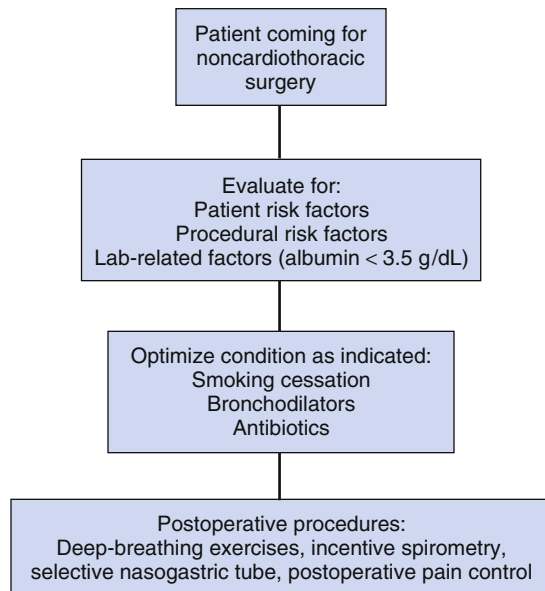 Patient coming for
noncardiothoracic
surgery
Evaluate for:
Patient risk factors
Procedural risk factors
Lab-related factors (albumin < 3.5 g/dL)
Optimize condition as indicated:
Smoking cessation
Bronchodilators
Antibiotics
Postoperative procedures:
Deep-breathing exercises, incentive spirometry,
selective nasogastric tube, postoperative pain control